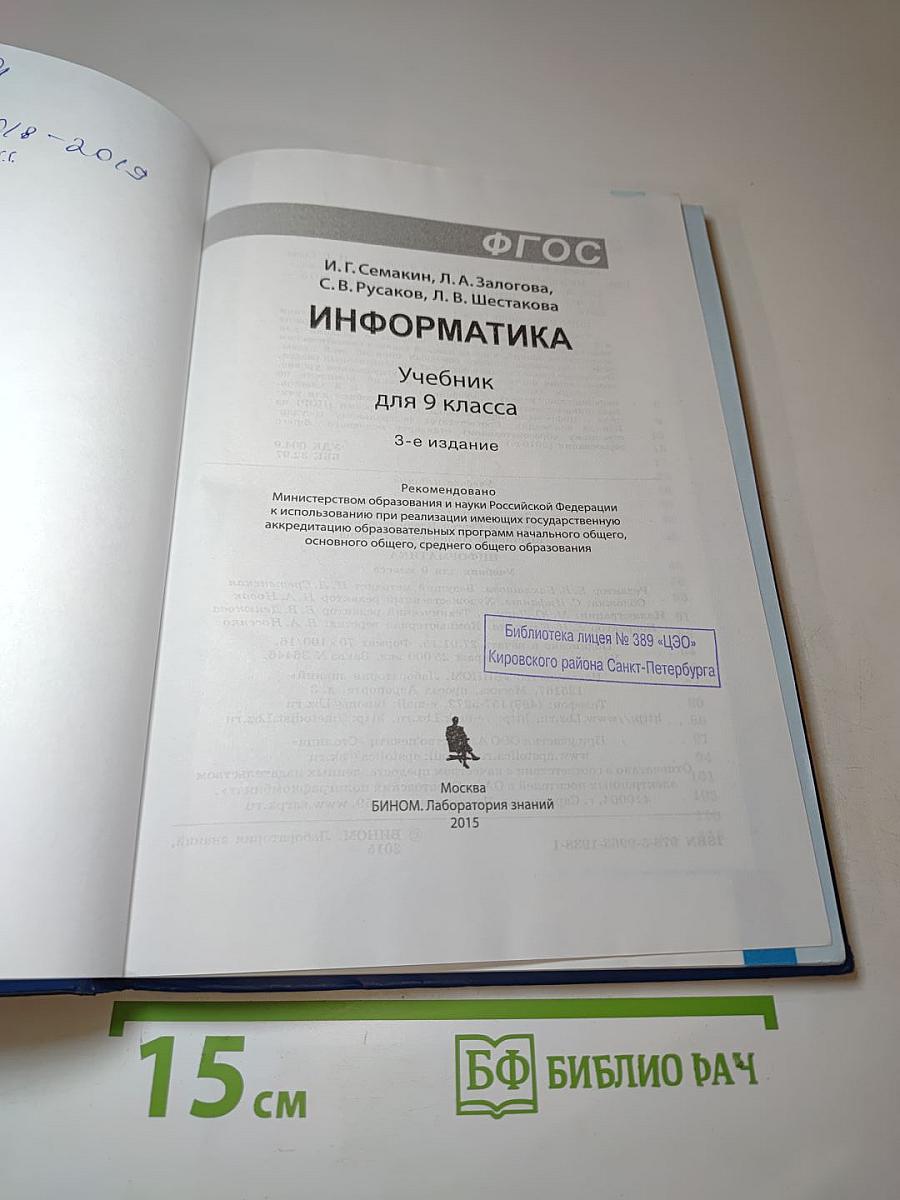 18-2019
ФГОС
И. Г. Семакин, Л. А. Залогова,
С. В. Русаков, Л. В. Шестакова
ИНФОРМАТИКА
Учебник
для 9 класса
3-е издание
Рекомендовано
Министерством образования и науки Российской Федерации
к использованию при реализации имеющих государственную
аккредитацию образовательных программ начального общего,
основного общего, среднего общего образования
Библиотека лицея № 389 «ЦЭО»
Кировского района Санкт-Петербурга
Москва
БИНОМ. Лаборатория знаний
2015
15 см
БФ БИБЛИО